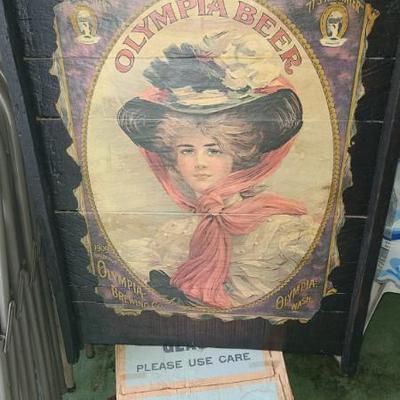 OLYMPIA BEER
OLYMPIA
BREWING CO.
OLYMPIA
WASH.
PLEASE USE CARE